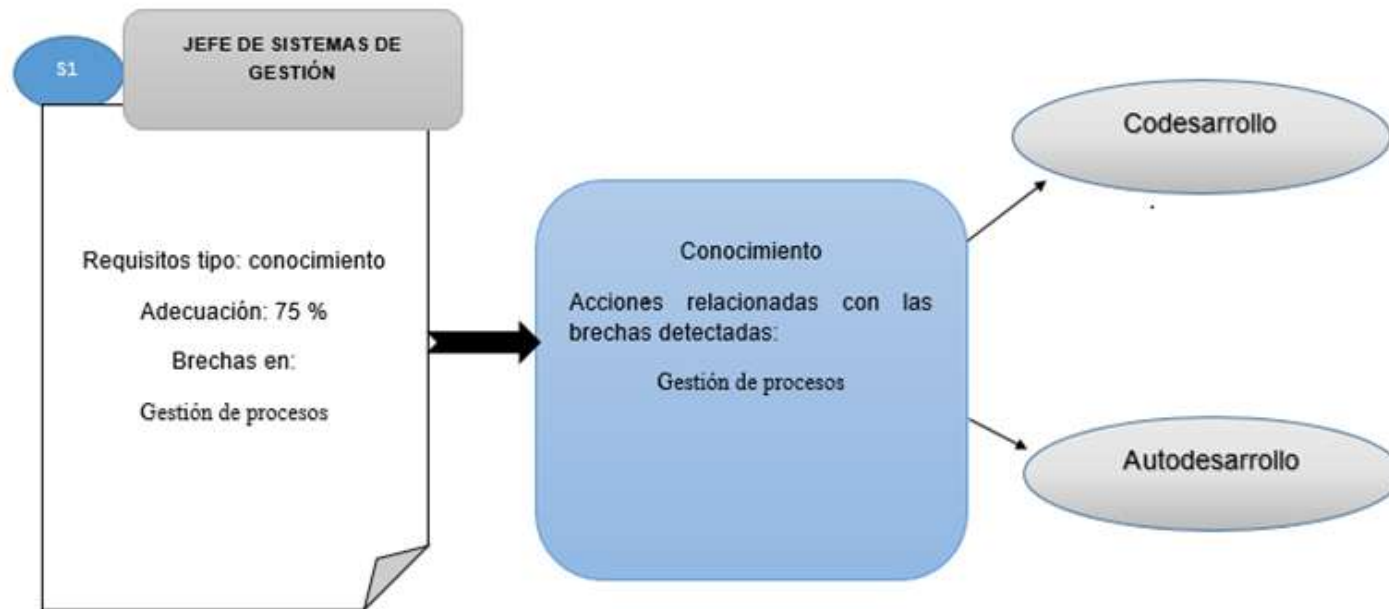 S1
JEFE DE SISTEMAS DE
GESTIÓN
Requisitos tipo: conocimiento
Adecuación: 75 %
Brechas en:
Gestión de procesos
Conocimiento
Acciones relacionadas con las
brechas detectadas:
Gestión de procesos
Codesarrollo
.
Autodesarrollo